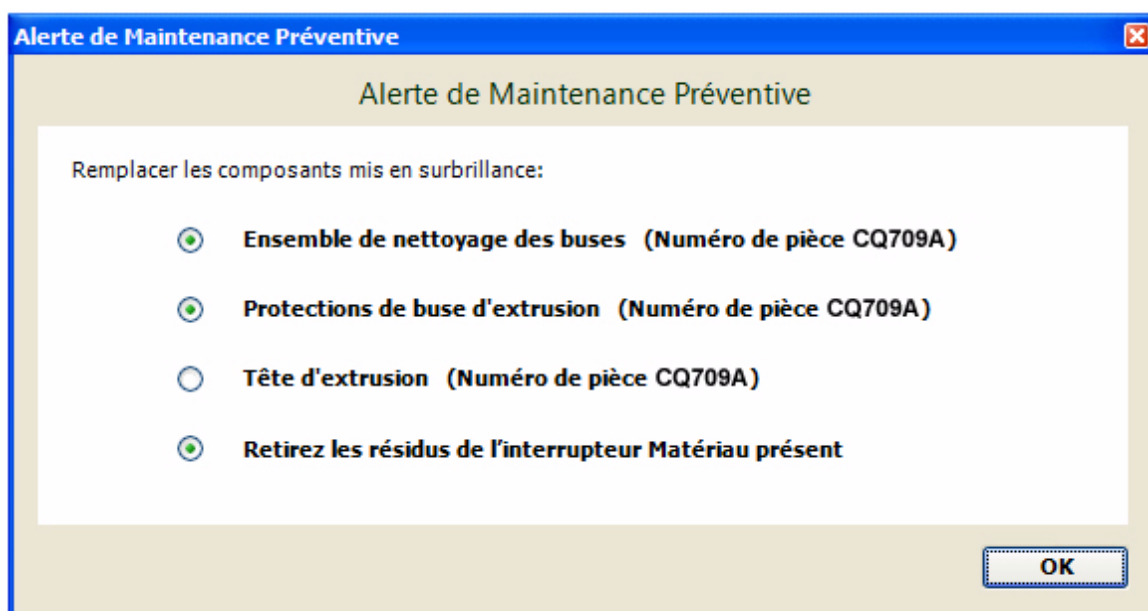 Alerte de Maintenance Préventive
Alerte de Maintenance Préventive
Remplacer les composants mis en surbrillance:
Ensemble de nettoyage des buses (Numéro de pièce CQ709A)
Protections de buse d'extrusion (Numéro de pièce CQ709A)
Tête d'extrusion (Numéro de pièce CQ709A)
Retirez les résidus de l’interrupteur Matériau présent
OK